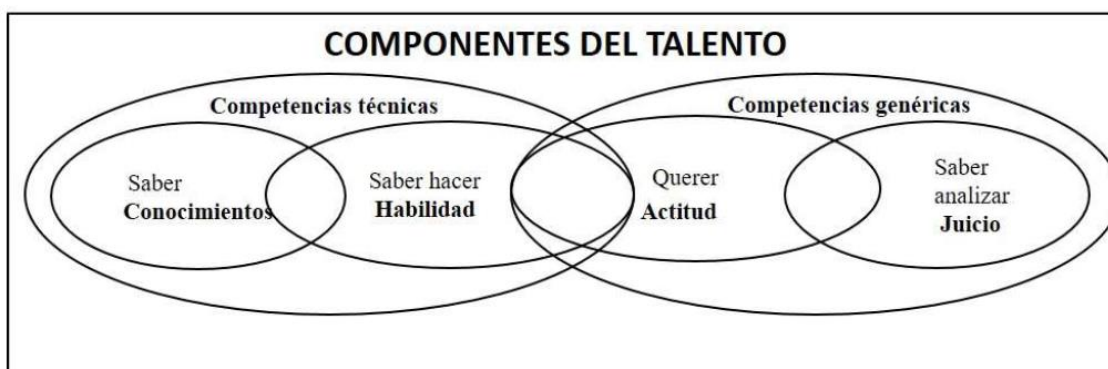 COMPONENTES DEL TALENTO
Competencias técnicas
Saber
Conocimientos
Saber hacer
Habilidad
Competencias genéricas
Querer
Actitud
Saber
analizar
Juicio